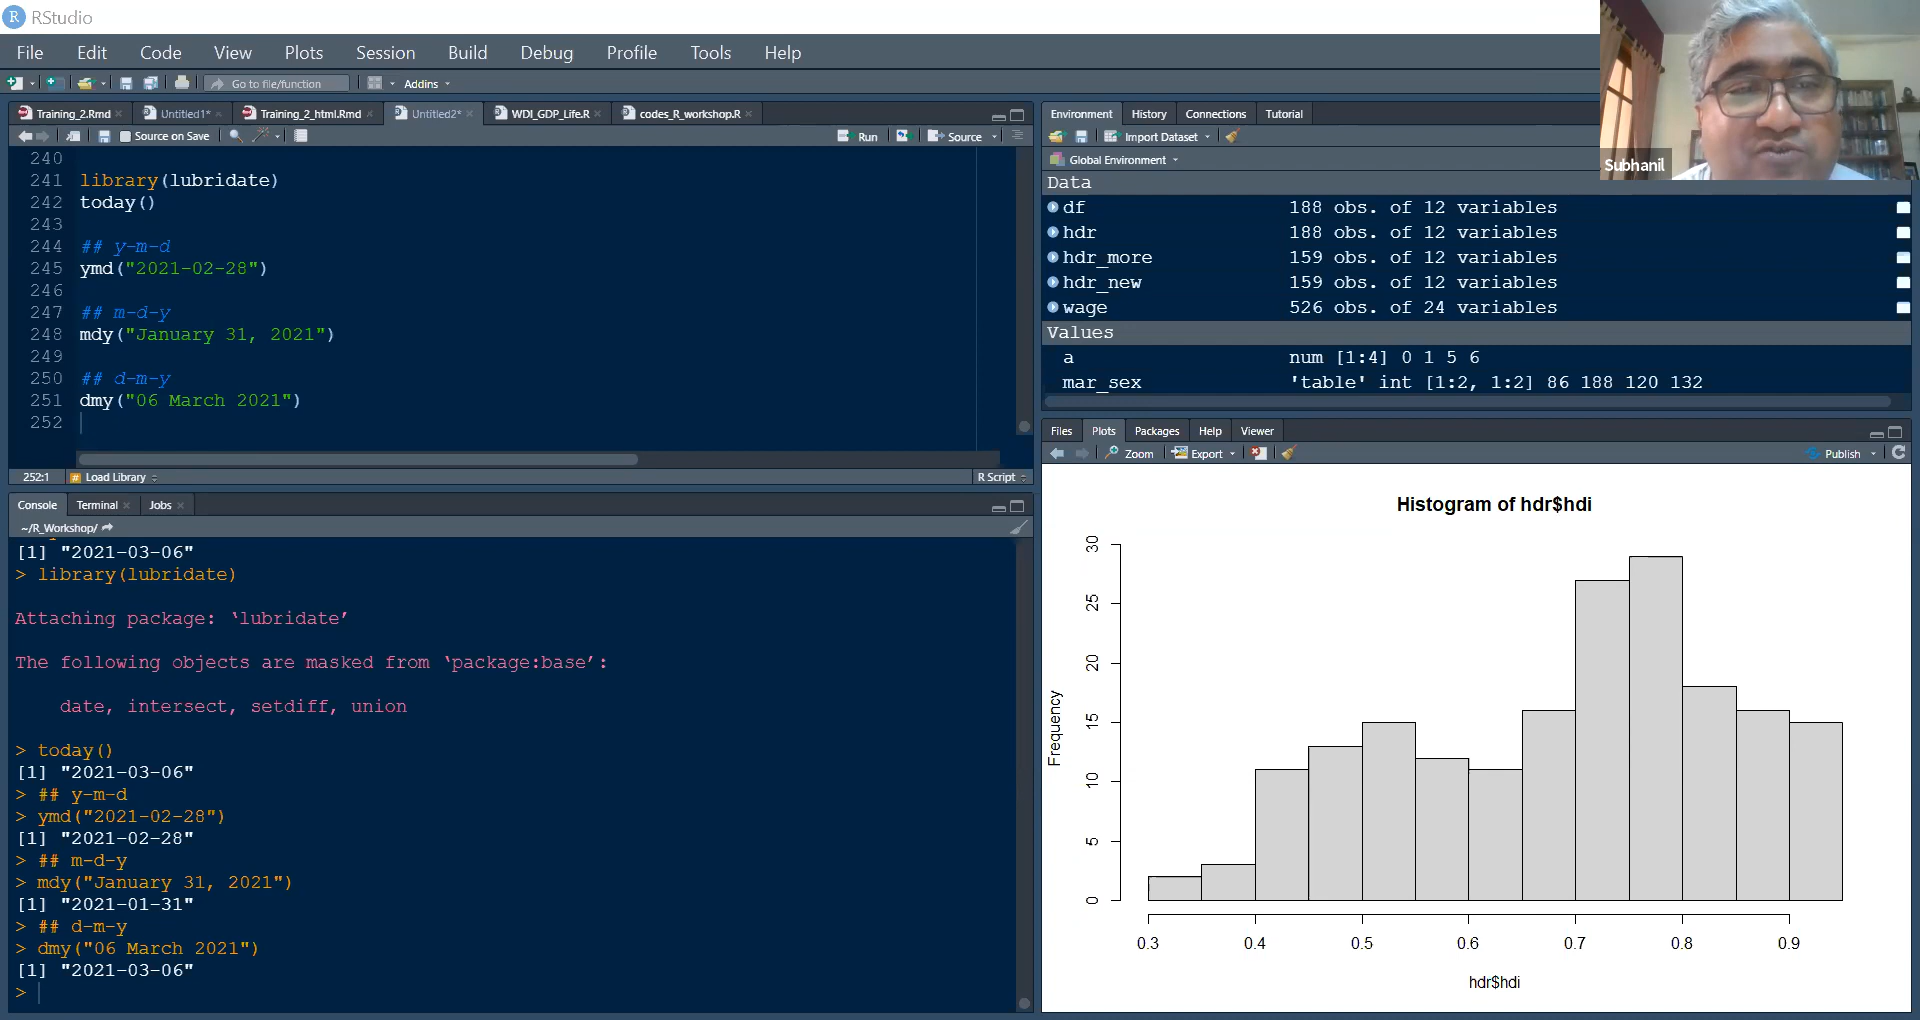 RStudio
File Edit Code View Plots Session Build Debug Profile Tools Help
Go to file/function Addins
Training_2.Rmd Untitled1* Training_2_html.Rmd Untitled2* WDI_GDP_Life.R codes_R_workshop.R
Source on Save Run Source
240
241 library(lubridate)
242 today()
243
244 ## y-m-d
245 ymd("2021-02-28")
246
247 ## m-d-y
248 mdy("January 31, 2021")
249
250 ## d-m-y
251 dmy("06 March 2021")
252
252:1 # Load Library R Script
Console Terminal Jobs
~/R_Workshop/
[1] "2021-03-06"
> library(lubridate)
Attaching package: ‘lubridate’
The following objects are masked from ‘package:base’:
date, intersect, setdiff, union
> today()
[1] "2021-03-06"
> ## y-m-d
> ymd("2021-02-28")
[1] "2021-02-28"
> ## m-d-y
> mdy("January 31, 2021")
[1] "2021-01-31"
> ## d-m-y
> dmy("06 March 2021")
[1] "2021-03-06"
>
Subhanil
Environment History Connections Tutorial
Import Dataset
Global Environment
Data
df 188 obs. of 12 variables
hdr 188 obs. of 12 variables
hdr_more 159 obs. of 12 variables
hdr_new 159 obs. of 12 variables
wage 526 obs. of 24 variables
Values
a num [1:4] 0 1 5 6
mar_sex 'table' int [1:2, 1:2] 86 188 120 132
Files Plots Packages Help Viewer
Zoom Export Publish
Histogram of hdr$hdi
Frequency
30
25
20
15
10
5
0
0.3 0.4 0.5 0.6 0.7 0.8 0.9
hdr$hdi